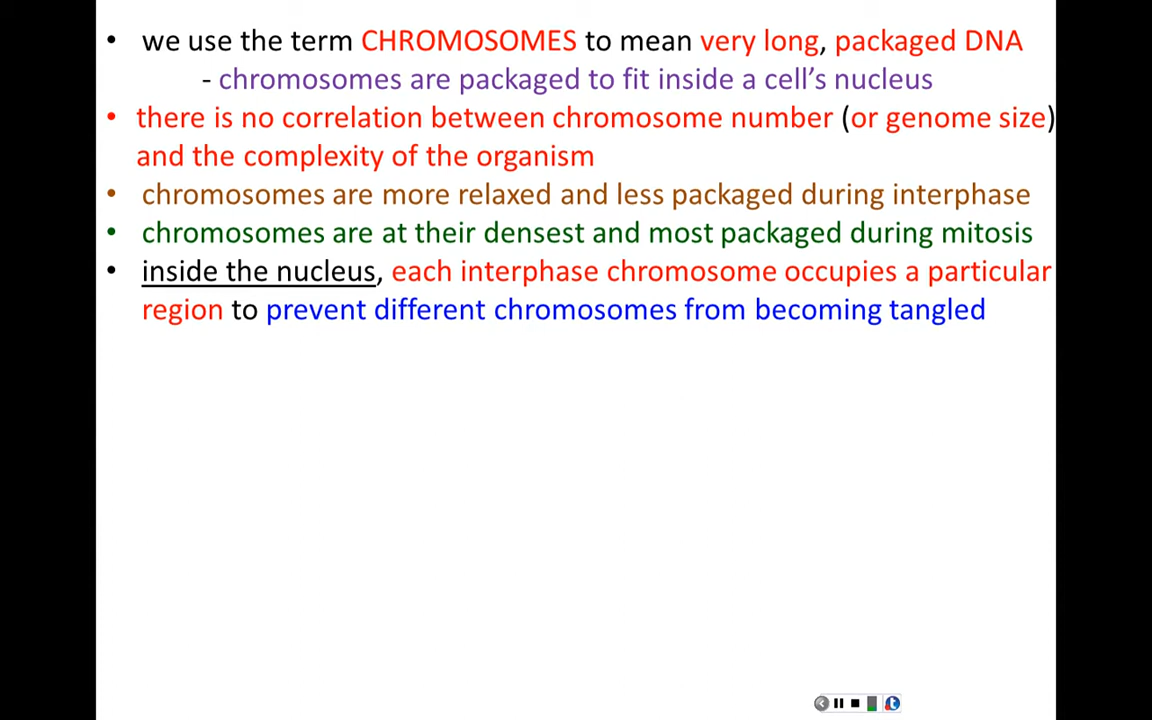 • we use the term CHROMOSOMES to mean very long, packaged DNA
- chromosomes are packaged to fit inside a cell's nucleus
• there is no correlation between chromosome number (or genome size)
and the complexity of the organism
• chromosomes are more relaxed and less packaged during interphase
• chromosomes are at their densest and most packaged during mitosis
• inside the nucleus, each interphase chromosome occupies a particular
region to prevent different chromosomes from becoming tangled